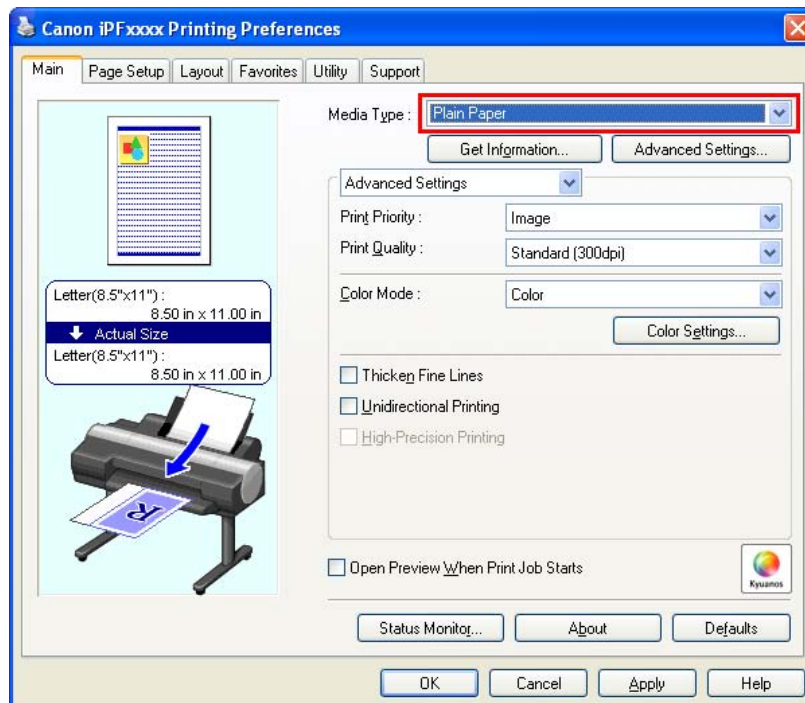 Canon iPFxxxx Printing Preferences
Main Page Setup Layout Favorites Utility Support
Media Type : Plain Paper
Get Information... Advanced Settings...
Advanced Settings
Print Priority : Image
Print Quality : Standard (300dpi)
Color Mode : Color
Color Settings...
Thicken Fine Lines
Unidirectional Printing
High-Precision Printing
Letter(8.5"x11") :
8.50 in x 11.00 in
Actual Size
Letter(8.5"x11") :
8.50 in x 11.00 in
R
Open Preview When Print Job Starts
Kyuanos
Status Monitor... About Defaults
OK Cancel Apply Help